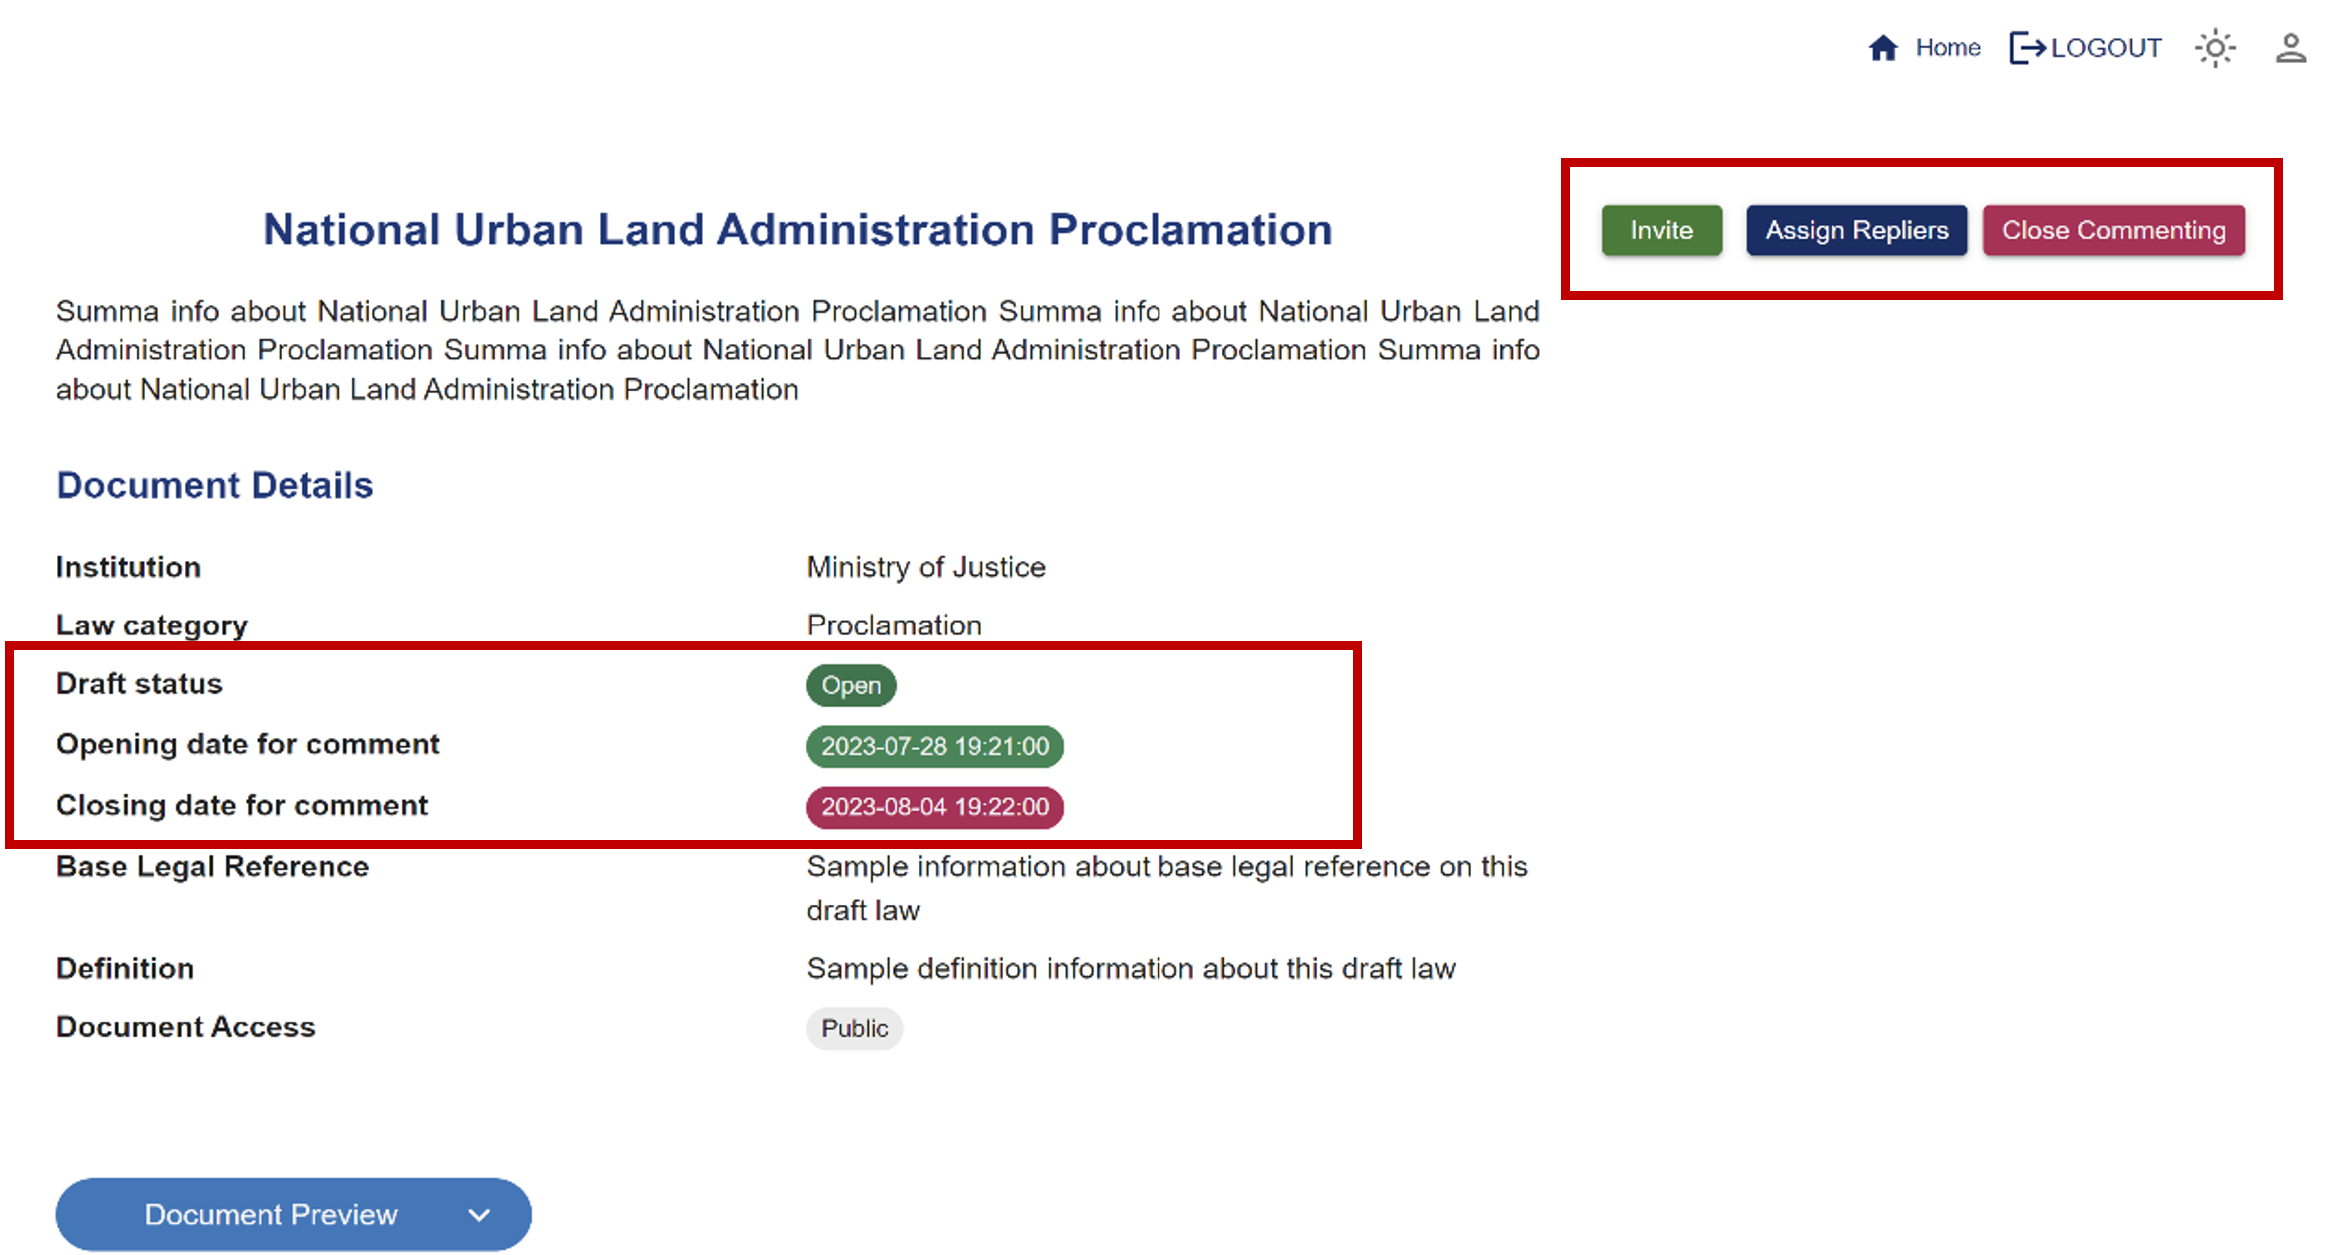 Home LOGOUT
National Urban Land Administration Proclamation
Invite Assign Repliers Close Commenting
Summa info about National Urban Land Administration Proclamation Summa info about National Urban Land
Administration Proclamation Summa info about National Urban Land Administration Proclamation Summa info
about National Urban Land Administration Proclamation
Document Details
Institution Ministry of Justice
Law category Proclamation
Draft status Open
Opening date for comment 2023-07-28 19:21:00
Closing date for comment 2023-08-04 19:22:00
Base Legal Reference Sample information about base legal reference on this
draft law
Definition Sample definition information about this draft law
Document Access Public
Document Preview